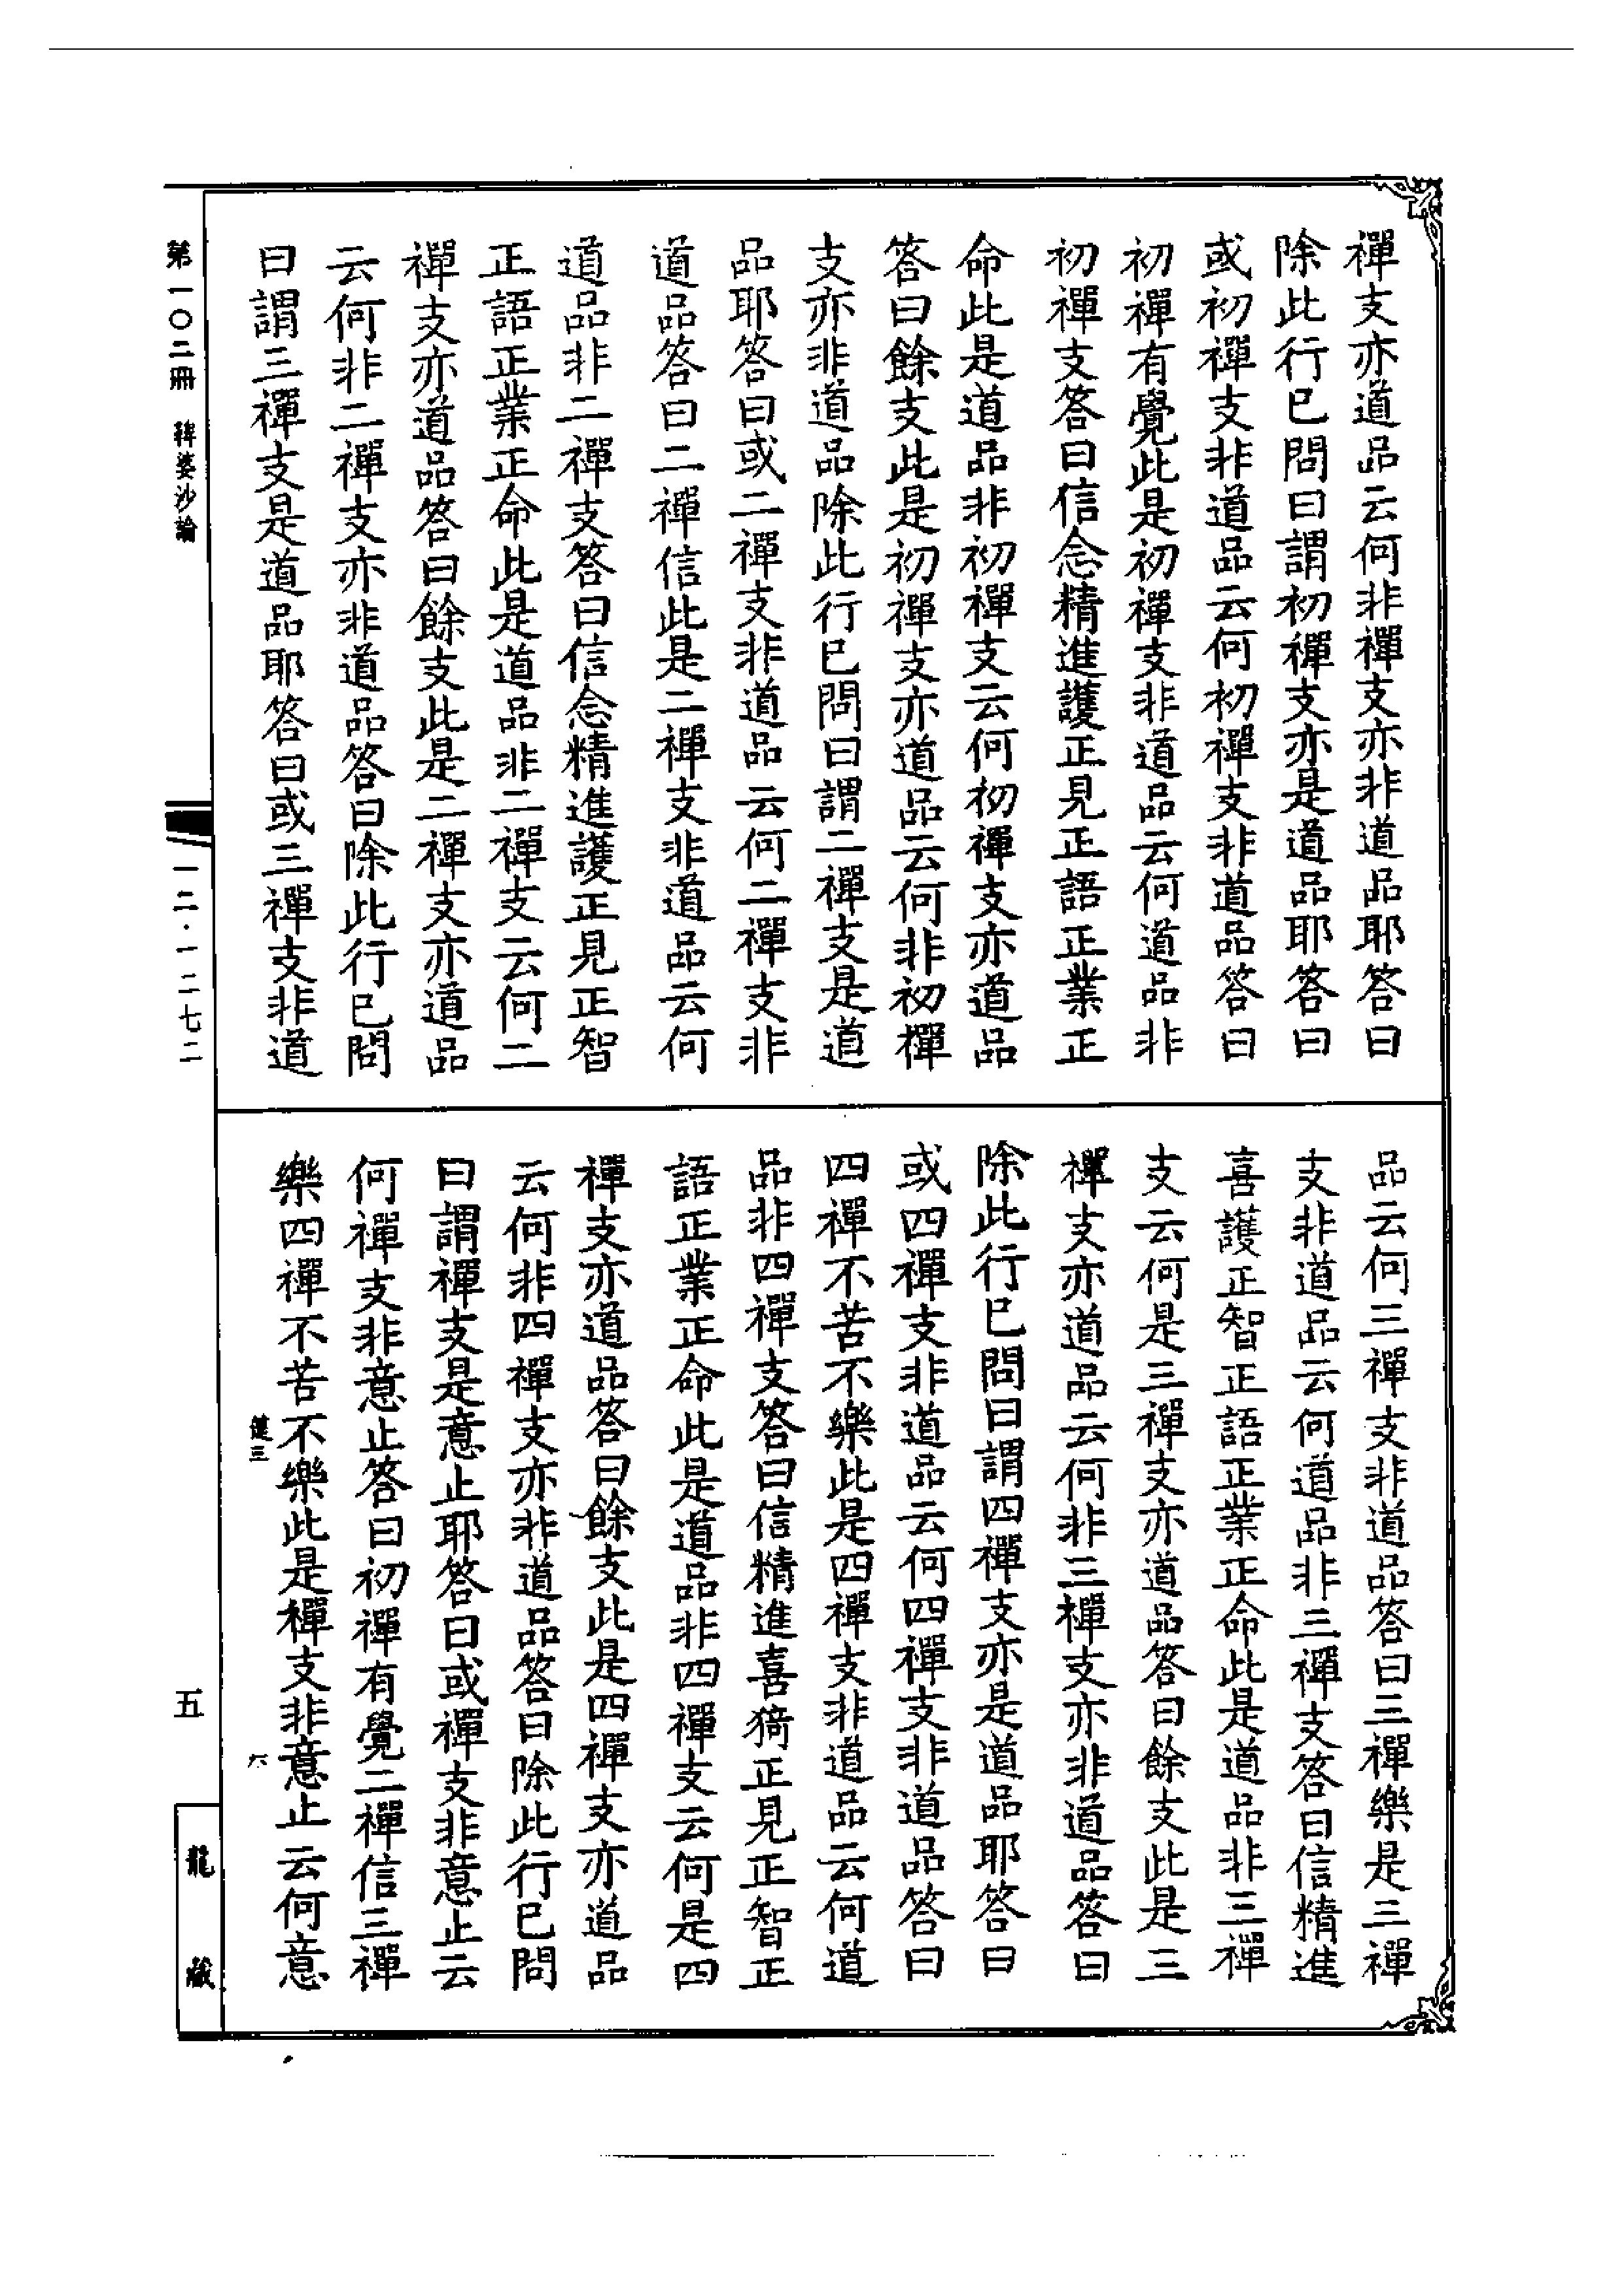 禪支亦道品云何非禪支亦非道品耶答曰
除此行已問曰謂初禪支亦是道品耶答曰
或初禪支非道品云何初禪支非道品答曰
初禪有覺此是初禪支非道品云何道品非
初禪支答曰信念精進護正見正語正業正
命此是道品非初禪支云何初禪支亦道品
答曰餘支此是初禪支亦道品云何非初禪
支亦非道品除此行已問曰謂二禪支是道
品耶答曰或二禪支非道品云何二禪支非
道品答曰二禪信此是二禪支非道品云何
道品非二禪支答曰信念精進護正見正智
正語正業正命此是道品非二禪支云何二
禪支亦道品答曰餘支此是二禪支亦道品
云何非二禪支亦非道品答曰除此行已問
曰謂三禪支是道品耶答曰或三禪支非道
品云何三禪支非道品答曰三禪樂是三禪
支非道品云何道品非三禪支答曰信精進
喜護正智正語正業正命此是道品非三禪
支云何是三禪支亦道品答曰餘支此是三
禪支亦道品云何非三禪支亦非道品答曰
除此行已問曰謂四禪支亦是道品耶答曰
或四禪支非道品云何四禪支非道品答曰
四禪不苦不樂此是四禪支非道品云何道
品非四禪支答曰信精進喜猗正見正智正
語正業正命此是道品非四禪支云何是四
禪支亦道品答曰餘支此是四禪支亦道品
云何非四禪支亦非道品答曰除此行已問
曰謂禪支是意止耶答曰或禪支非意止云
何禪支非意止答曰初禪有覺二禪信三禪
樂四禪不苦不樂此是禪支非意止云何意
第一〇二冊 鞞婆沙論
一二·一二七二
五
龍藏
六